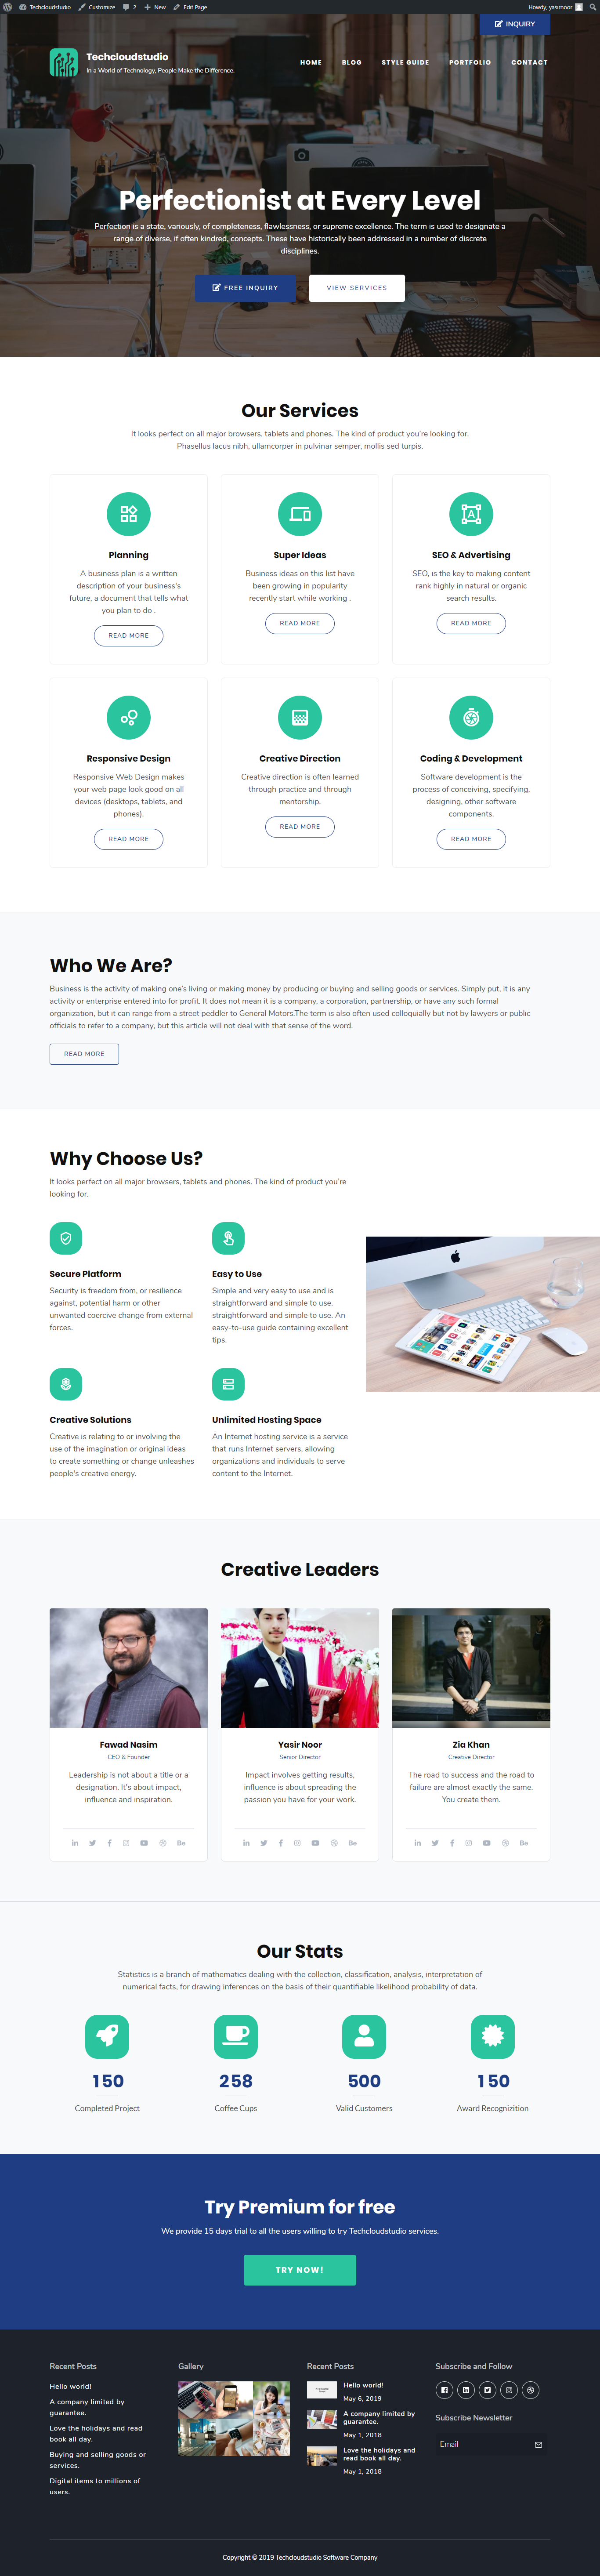 Techcloudstudio
Customize
2
New
Edit Page
Howdy, yasirnoor
INQUIRY
Techcloudstudio
In a World of Technology, People Make the Difference.
HOME
BLOG
STYLE GUIDE
PORTFOLIO
CONTACT
Perfectionist at Every Level
Perfection is a state, variously, of completeness, flawlessness, or supreme excellence. The term is used to designate a
range of diverse, if often kindred, concepts. These have historically been addressed in a number of discrete
disciplines.
FREE INQUIRY
VIEW SERVICES
Our Services
It looks perfect on all major browsers, tablets and phones. The kind of product you're looking for.
Phasellus lacus nibh, ullamcorper in pulvinar semper, mollis sed turpis.
Planning
A business plan is a written
description of your business's
future, a document that tells what
you plan to do .
READ MORE
Super Ideas
Business ideas on this list have
been growing in popularity
recently start while working .
READ MORE
SEO & Advertising
SEO, is the key to making content
rank highly in natural or organic
search results.
READ MORE
Responsive Design
Responsive Web Design makes
your web page look good on all
devices (desktops, tablets, and
phones).
READ MORE
Creative Direction
Creative direction is often learned
through practice and through
mentorship.
READ MORE
Coding & Development
Software development is the
process of conceiving, specifying,
designing, other software
components.
READ MORE
Who We Are?
Business is the activity of making one's living or making money by producing or buying and selling goods or services. Simply put, it is any
activity or enterprise entered into for profit. It does not mean it is a company, a corporation, partnership, or have any such formal
organization, but it can range from a street peddler to General Motors.The term is also often used colloquially but not by lawyers or public
officials to refer to a company, but this article will not deal with that sense of the word.
READ MORE
Why Choose Us?
It looks perfect on all major browsers, tablets and phones. The kind of product you're
looking for.
Secure Platform
Security is freedom from, or resilience
against, potential harm or other
unwanted coercive change from external
forces.
Easy to Use
Simple and very easy to use and is
straightforward and simple to use.
straightforward and simple to use. An
easy-to-use guide containing excellent
tips.
Creative Solutions
Creative is relating to or involving the
use of the imagination or original ideas
to create something or change unleashes
people's creative energy.
Unlimited Hosting Space
An Internet hosting service is a service
that runs Internet servers, allowing
organizations and individuals to serve
content to the Internet.
Creative Leaders
Fawad Nasim
CEO & Founder
Leadership is not about a title or a
designation. It's about impact,
influence and inspiration.
Yasir Noor
Senior Director
Impact involves getting results,
influence is about spreading the
passion you have for your work.
Zia Khan
Creative Director
The road to success and the road to
failure are almost exactly the same.
You create them.
Our Stats
Statistics is a branch of mathematics dealing with the collection, classification, analysis, interpretation of
numerical facts, for drawing inferences on the basis of their quantifiable likelihood probability of data.
150
Completed Project
258
Coffee Cups
500
Valid Customers
150
Award Recognizition
Try Premium for free
We provide 15 days trial to all the users willing to try Techcloudstudio services.
TRY NOW!
Recent Posts
Hello world!
A company limited by
guarantee.
Love the holidays and read
book all day.
Buying and selling goods or
services.
Digital items to millions of
users.
Gallery
Recent Posts
Hello world!
May 6, 2019
A company limited by
guarantee.
May 1, 2018
Love the holidays and
read book all day.
May 1, 2018
Subscribe and Follow
Subscribe Newsletter
Email
Copyright © 2019 Techcloudstudio Software Company